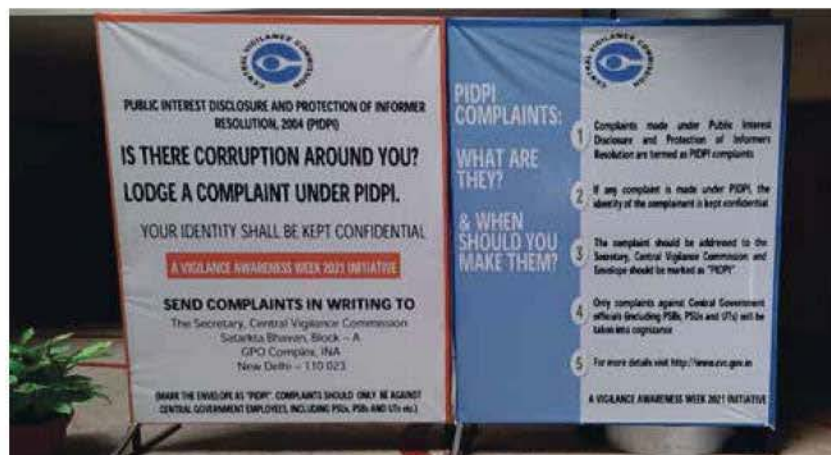 CENTRAL VIGILANCE COMMISSION
PUBLIC INTEREST DISCLOSURE AND PROTECTION OF INFORMER
RESOLUTION, 2004 (PIDPI)
IS THERE CORRUPTION AROUND YOU?
LODGE A COMPLAINT UNDER PIDPI.
YOUR IDENTITY SHALL BE KEPT CONFIDENTIAL
A VIGILANCE AWARENESS WEEK 2021 INITIATIVE
SEND COMPLAINTS IN WRITING TO
The Secretary, Central Vigilance Commission
Satarkta Bhawan, Block – A
GPO Complex, INA
New Delhi – 110 023
(MARK THE ENVELOPE AS "PIDPI". COMPLAINTS SHOULD ONLY BE AGAINST
CENTRAL GOVERNMENT EMPLOYEES, INCLUDING PSUs, PSBs AND UTs etc.)
CENTRAL VIGILANCE COMMISSION
PIDPI
COMPLAINTS:
WHAT ARE
THEY?
& WHEN
SHOULD YOU
MAKE THEM?
1 Complaints made under Public Interest
Disclosure and Protection of Informers
Resolution are termed as PIDPI complaints
2 If any complaint is made under PIDPI, the
identity of the complainant is kept confidential
3 The complaint should be addressed to the
Secretary, Central Vigilance Commission and
Envelope should be marked as "PIDPI"
4 Only complaints against Central Government
officials (including PSBs, PSUs and UTs) will be
taken into cognizance
5 For more details visit http://www.cvc.gov.in
A VIGILANCE AWARENESS WEEK 2021 INITIATIVE